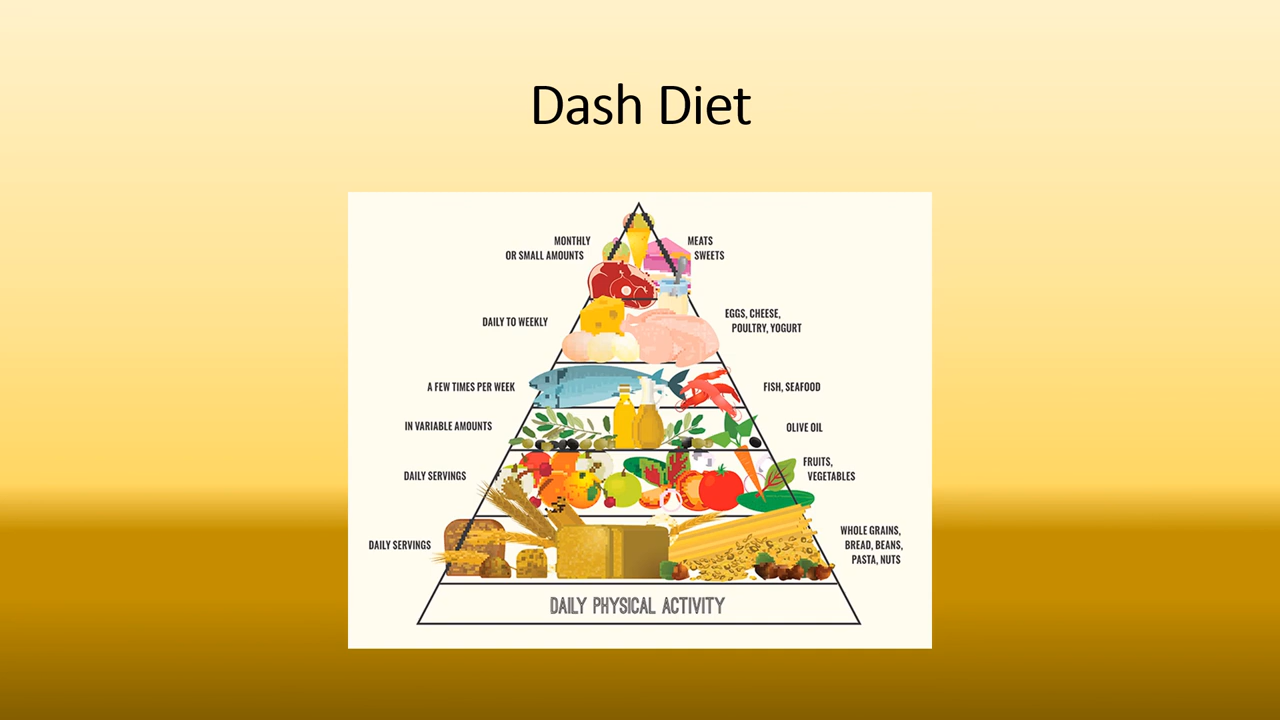 Dash Diet
MONTHLY
OR SMALL AMOUNTS
MEATS
SWEETS
DAILY TO WEEKLY
EGGS, CHEESE,
POULTRY, YOGURT
A FEW TIMES PER WEEK
FISH, SEAFOOD
IN VARIABLE AMOUNTS
OLIVE OIL
DAILY SERVINGS
FRUITS,
VEGETABLES
DAILY SERVINGS
WHOLE GRAINS,
BREAD, BEANS,
PASTA, NUTS
DAILY PHYSICAL ACTIVITY